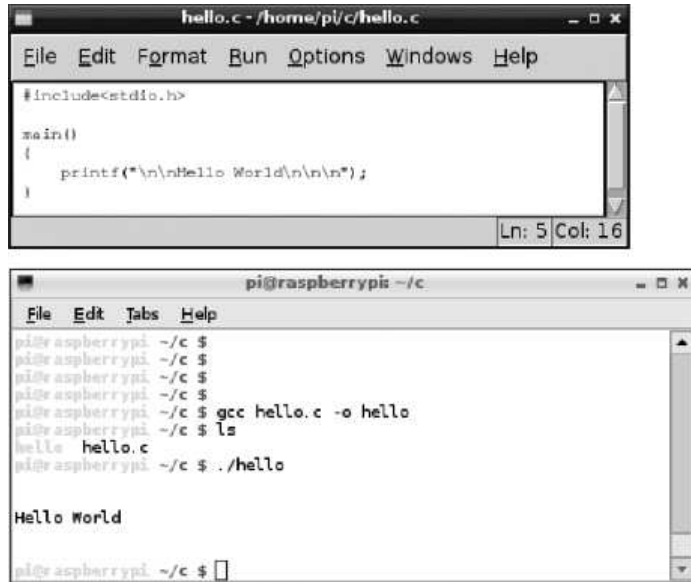 hello.c - /home/pi/c/hello.c
File Edit Format Run Options Windows Help
#include<stdio.h>
main()
{
printf("\n\nHello World\n\n\n");
}
Ln: 5 Col: 16
pi@raspberrypi: ~/c
File Edit Tabs Help
pi@raspberrypi ~/c $
pi@raspberrypi ~/c $
pi@raspberrypi ~/c $
pi@raspberrypi ~/c $
pi@raspberrypi ~/c $ gcc hello.c -o hello
pi@raspberrypi ~/c $ ls
hello hello.c
pi@raspberrypi ~/c $ ./hello
Hello World
pi@raspberrypi ~/c $